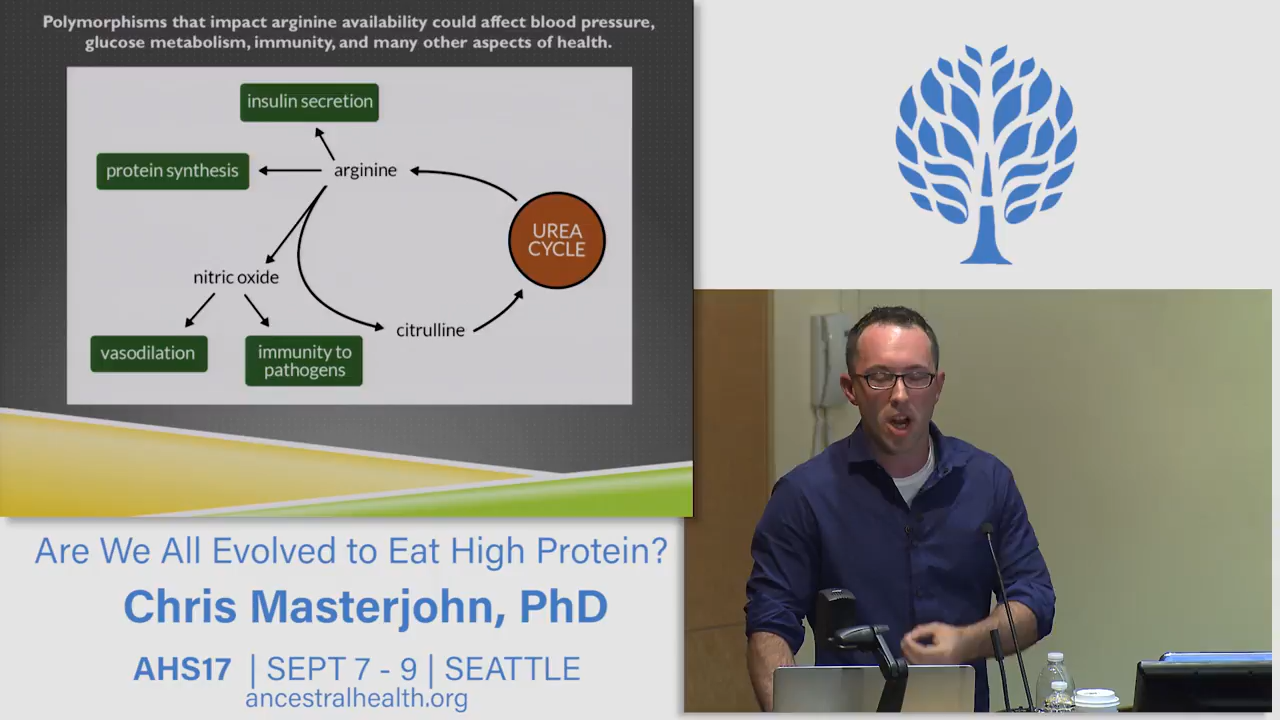 Polymorphisms that impact arginine availability could affect blood pressure,
glucose metabolism, immunity, and many other aspects of health.
insulin secretion
protein synthesis
arginine
UREA
CYCLE
nitric oxide
citrulline
vasodilation
immunity to
pathogens
Are We All Evolved to Eat High Protein?
Chris Masterjohn, PhD
AHS17 | SEPT 7 - 9 | SEATTLE
ancestralhealth.org